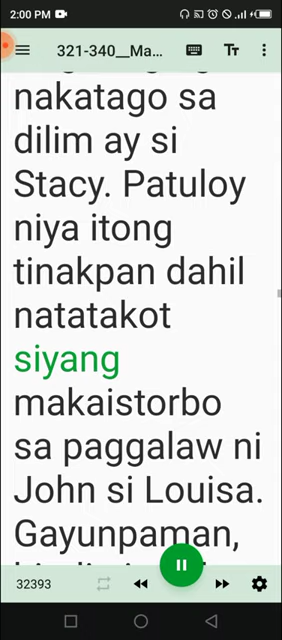 2:00 PM
321-340__Ma...
nakatago sa
dilim ay si
Stacy. Patuloy
niya itong
tinakpan dahil
natatakot
siyang
makaistorbo
sa paggalaw ni
John si Louisa.
Gayunpaman,
32393